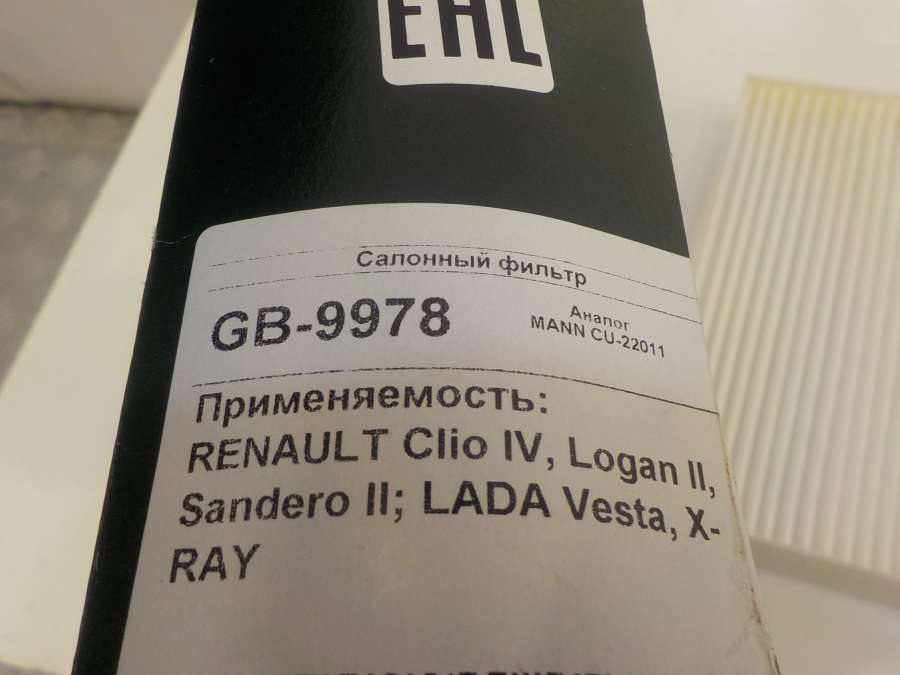 EAC
Салонный фильтр
GB-9978
Аналог
MANN CU-22011
Применяемость:
RENAULT Clio IV, Logan II,
Sandero II; LADA Vesta, X-
RAY